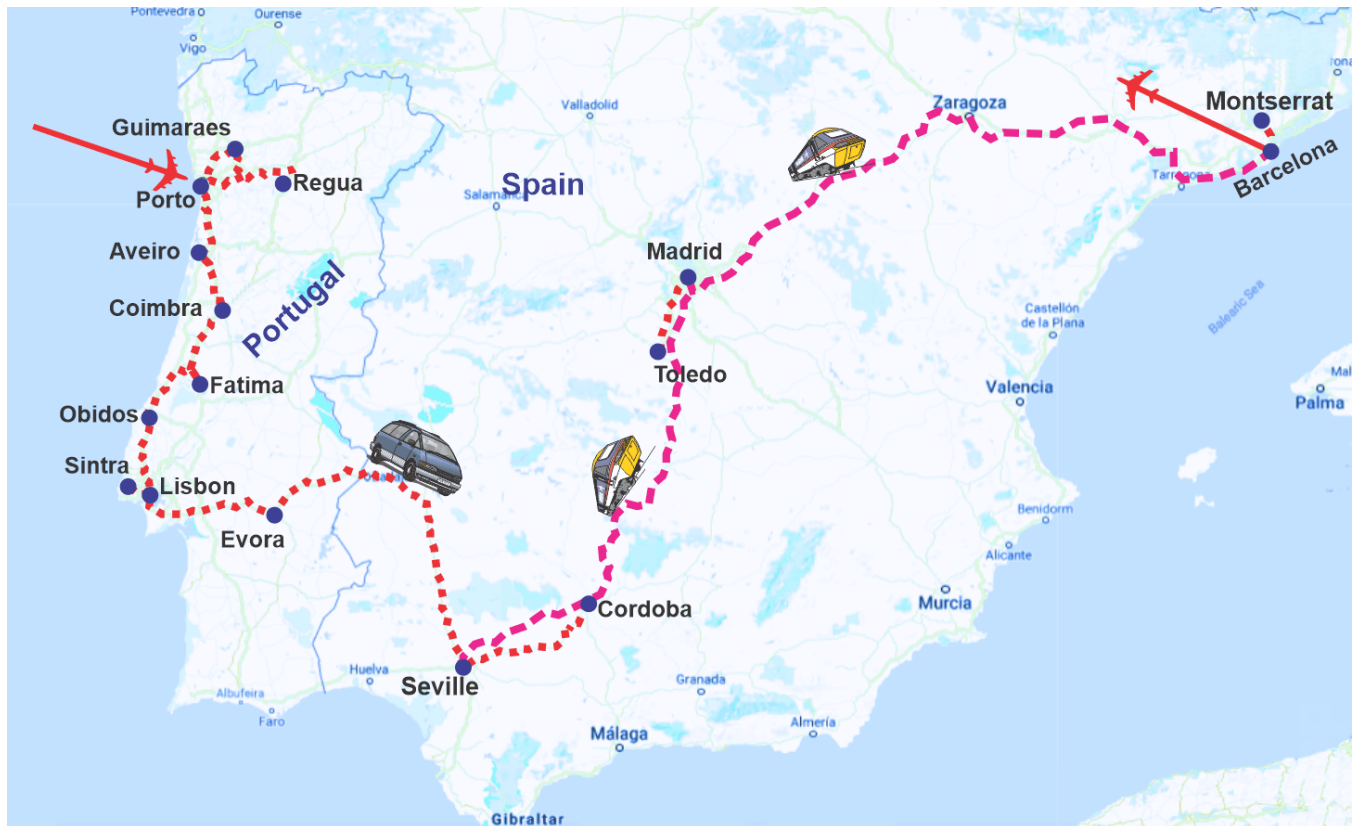 Pontevedra
Ourense
Vigo
Valladolid
Zaragoza
Montserrat
Guimaraes
Barcelona
Regua
Spain
Porto
Salamanca
Tarragona
Aveiro
Madrid
Portugal
Coimbra
Castellón
de la Plana
Balearic Sea
Toledo
Fatima
Valencia
Palma
Obidos
Sintra
Lisbon
Evora
Benidorm
Alicante
Cordoba
Murcia
Huelva
Seville
Granada
Albufeira
Faro
Málaga
Almería
Gibraltar